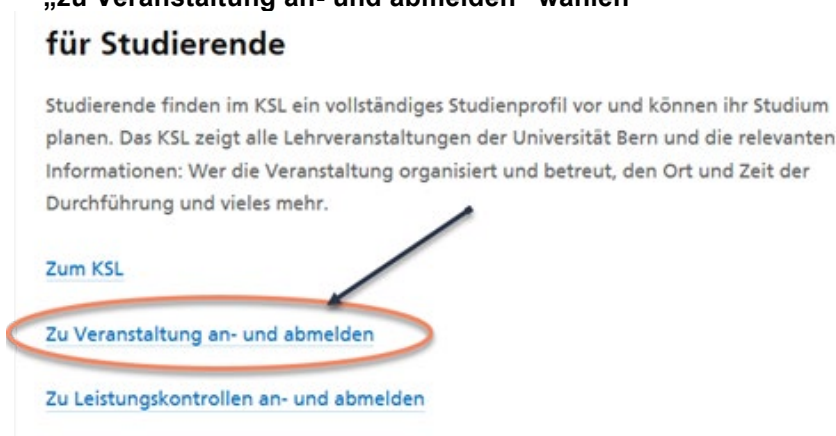 „zu Veranstaltung an- und abmelden“ wählen
für Studierende
Studierende finden im KSL ein vollständiges Studienprofil vor und können ihr Studium
planen. Das KSL zeigt alle Lehrveranstaltungen der Universität Bern und die relevanten
Informationen: Wer die Veranstaltung organisiert und betreut, den Ort und Zeit der
Durchführung und vieles mehr.
Zum KSL
Zu Veranstaltung an- und abmelden
Zu Leistungskontrollen an- und abmelden